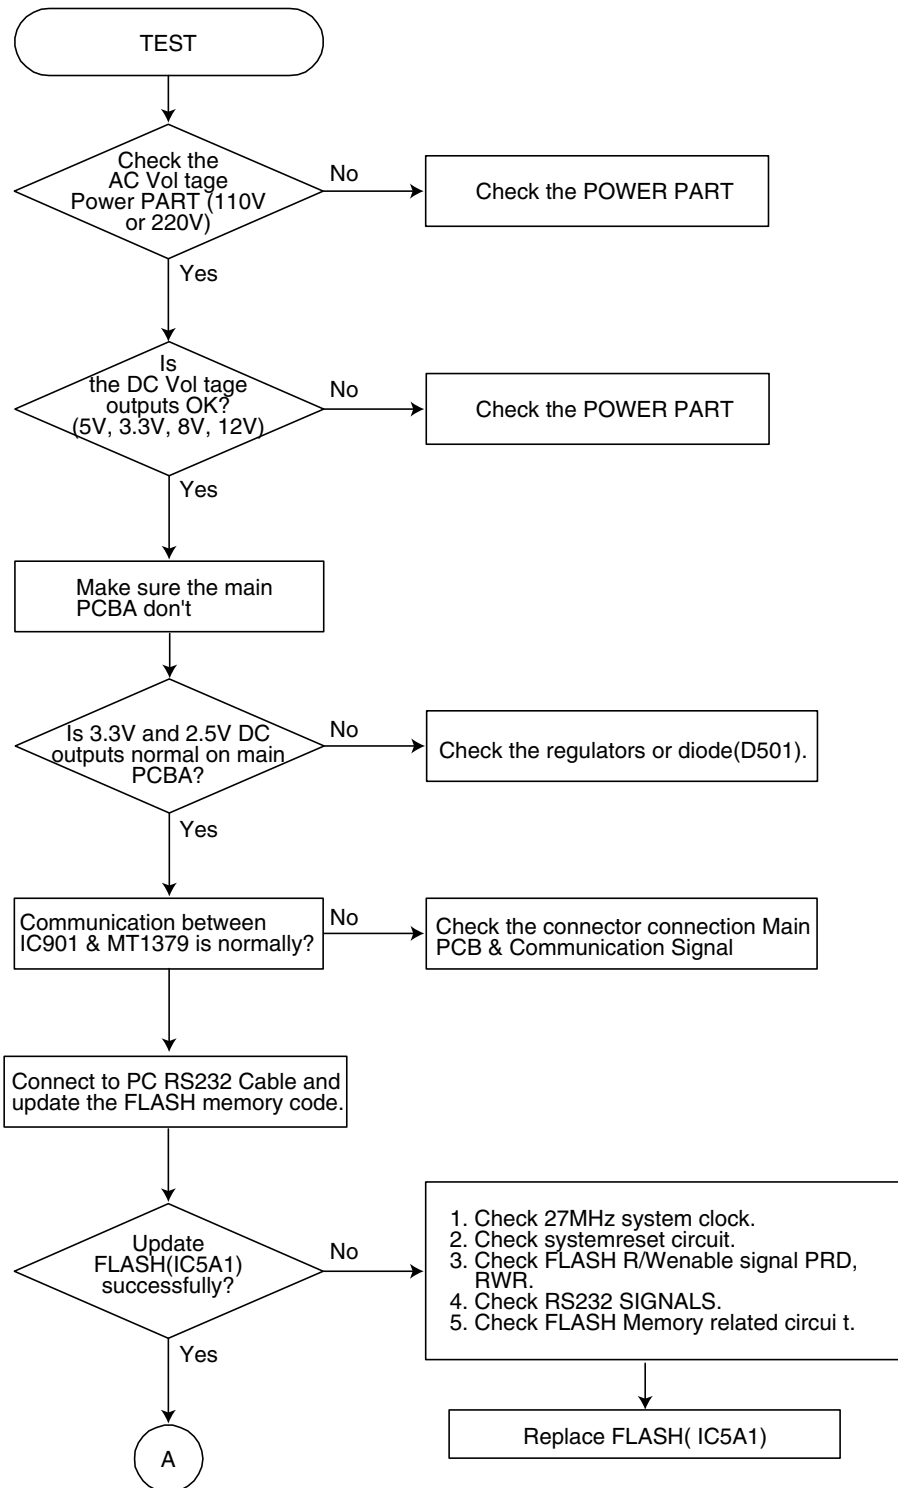 TEST
Check the
AC Vol tage
Power PART (110V
or 220V)
No
Check the POWER PART
Yes
Is
the DC Vol tage
outputs OK?
(5V, 3.3V, 8V, 12V)
No
Check the POWER PART
Yes
Make sure the main
PCBA don't
Is 3.3V and 2.5V DC
outputs normal on main
PCBA?
No
Check the regulators or diode(D501).
Yes
Communication between
IC901 & MT1379 is normally?
No
Check the connector connection Main
PCB & Communication Signal
Connect to PC RS232 Cable and
update the FLASH memory code.
Update
FLASH(IC5A1)
successfully?
No
1. Check 27MHz system clock.
2. Check systemreset circuit.
3. Check FLASH R/Wenable signal PRD,
RWR.
4. Check RS232 SIGNALS.
5. Check FLASH Memory related circui t.
Yes
Replace FLASH( IC5A1)
A